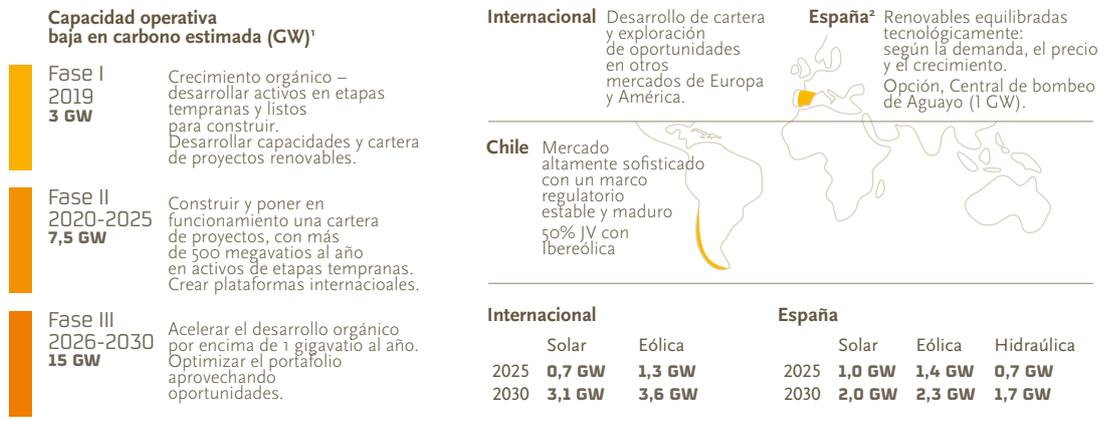 Capacidad operativa
baja en carbono estimada (GW)¹
Fase I
2019
3 GW
Crecimiento orgánico –
desarrollar activos en etapas
tempranas y listos
para construir.
Desarrollar capacidades y cartera
de proyectos renovables.
Fase II
2020-2025
7,5 GW
Construir y poner en
funcionamiento una cartera
de proyectos, con más
de 500 megavatios al año
en activos de etapas tempranas.
Crear plataformas internacioales.
Fase III
2026-2030
15 GW
Acelerar el desarrollo orgánico
por encima de 1 gigavatio al año.
Optimizar el portafolio
aprovechando
oportunidades.
Internacional
Desarrollo de cartera
y exploración
de oportunidades
en otros
mercados de Europa
y América.
España²
Renovables equilibradas
tecnológicamente:
según la demanda, el precio
y el crecimiento.
Opción, Central de bombeo
de Aguayo (1 GW).
Chile
Mercado
altamente sofisticado
con un marco
regulatorio
estable y maduro
50% JV con
Ibereólica
Internacional
Solar Eólica
2025 0,7 GW 1,3 GW
2030 3,1 GW 3,6 GW
España
Solar Eólica Hidraúlica
2025 1,0 GW 1,4 GW 0,7 GW
2030 2,0 GW 2,3 GW 1,7 GW